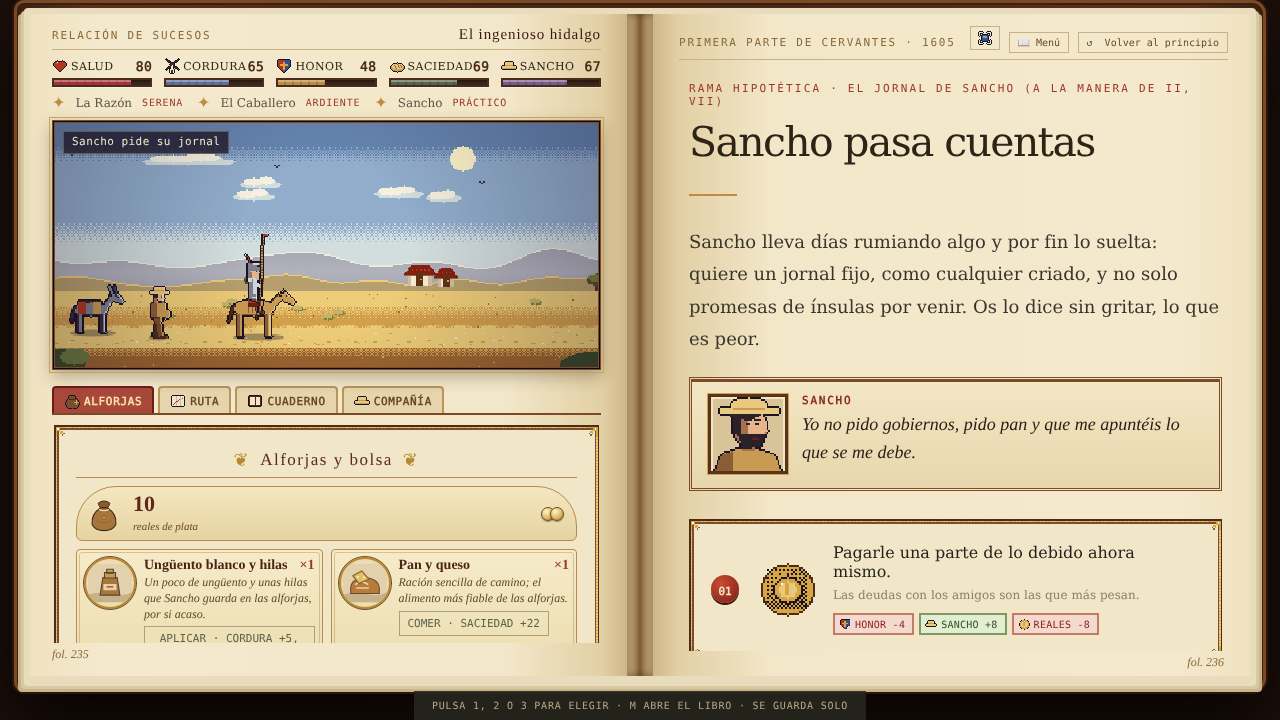 RELACIÓN DE SUCESOS
El ingenioso hidalgo
SALUD 80
CORDURA 65
HONOR 48
SACIEDAD 69
SANCHO 67
La Razón SERENA
El Caballero ARDIENTE
Sancho PRÁCTICO
Sancho pide su jornal
ALFORJAS
RUTA
CUADERNO
COMPAÑÍA
Alforjas y bolsa
10
reales de plata
Ungüento blanco y hilas ×1
Un poco de ungüento y unas hilas
que Sancho guarda en las alforjas,
por si acaso.
APLICAR · CORDURA +5,
Pan y queso ×1
Ración sencilla de camino; el
alimento más fiable de las alforjas.
COMER · SACIEDAD +22
fol. 235
PRIMERA PARTE DE CERVANTES · 1605
Menú
Volver al principio
RAMA HIPOTÉTICA · EL JORNAL DE SANCHO (A LA MANERA DE II,
VII)
Sancho pasa cuentas
Sancho lleva días rumiando algo y por fin lo suelta:
quiere un jornal fijo, como cualquier criado, y no solo
promesas de ínsulas por venir. Os lo dice sin gritar, lo que
es peor.
SANCHO
Yo no pido gobiernos, pido pan y que me apuntéis lo
que se me debe.
01
Pagarle una parte de lo debido ahora
mismo.
Las deudas con los amigos son las que más pesan.
HONOR -4
SANCHO +8
REALES -8
fol. 236
PULSA 1, 2 O 3 PARA ELEGIR · M ABRE EL LIBRO · SE GUARDA SOLO